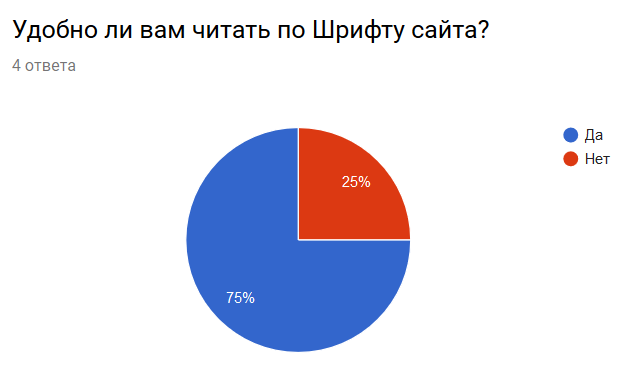 Удобно ли вам читать по Шрифту сайта?
4 ответа
Да
Нет
25%
75%